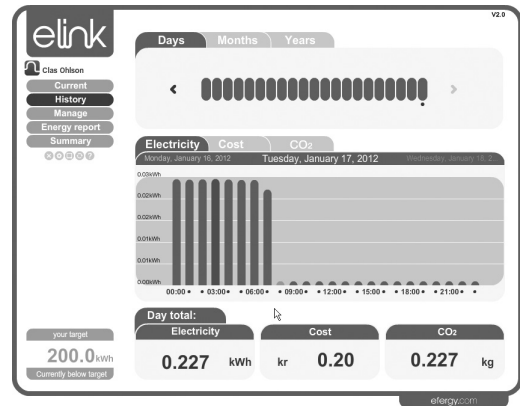 V2.0
elink
Clas Ohlson
Current
History
Manage
Energy report
Summary
Days Months Years
Electricity Cost CO2
Monday, January 16, 2012 Tuesday, January 17, 2012 Wednesday, January 18, 2...
0.03kWh
0.02kWh
0.02kWh
0.01kWh
0.01kWh
0.00kWh
00:00 • • 03:00 • • 06:00 • • 09:00 • • 12:00 • • 15:00 • • 18:00 • • 21:00 • •
Day total:
Electricity Cost CO2
0.227 kWh kr 0.20 0.227 kg
your target
200.0kWh
Currently below target
efergy.com